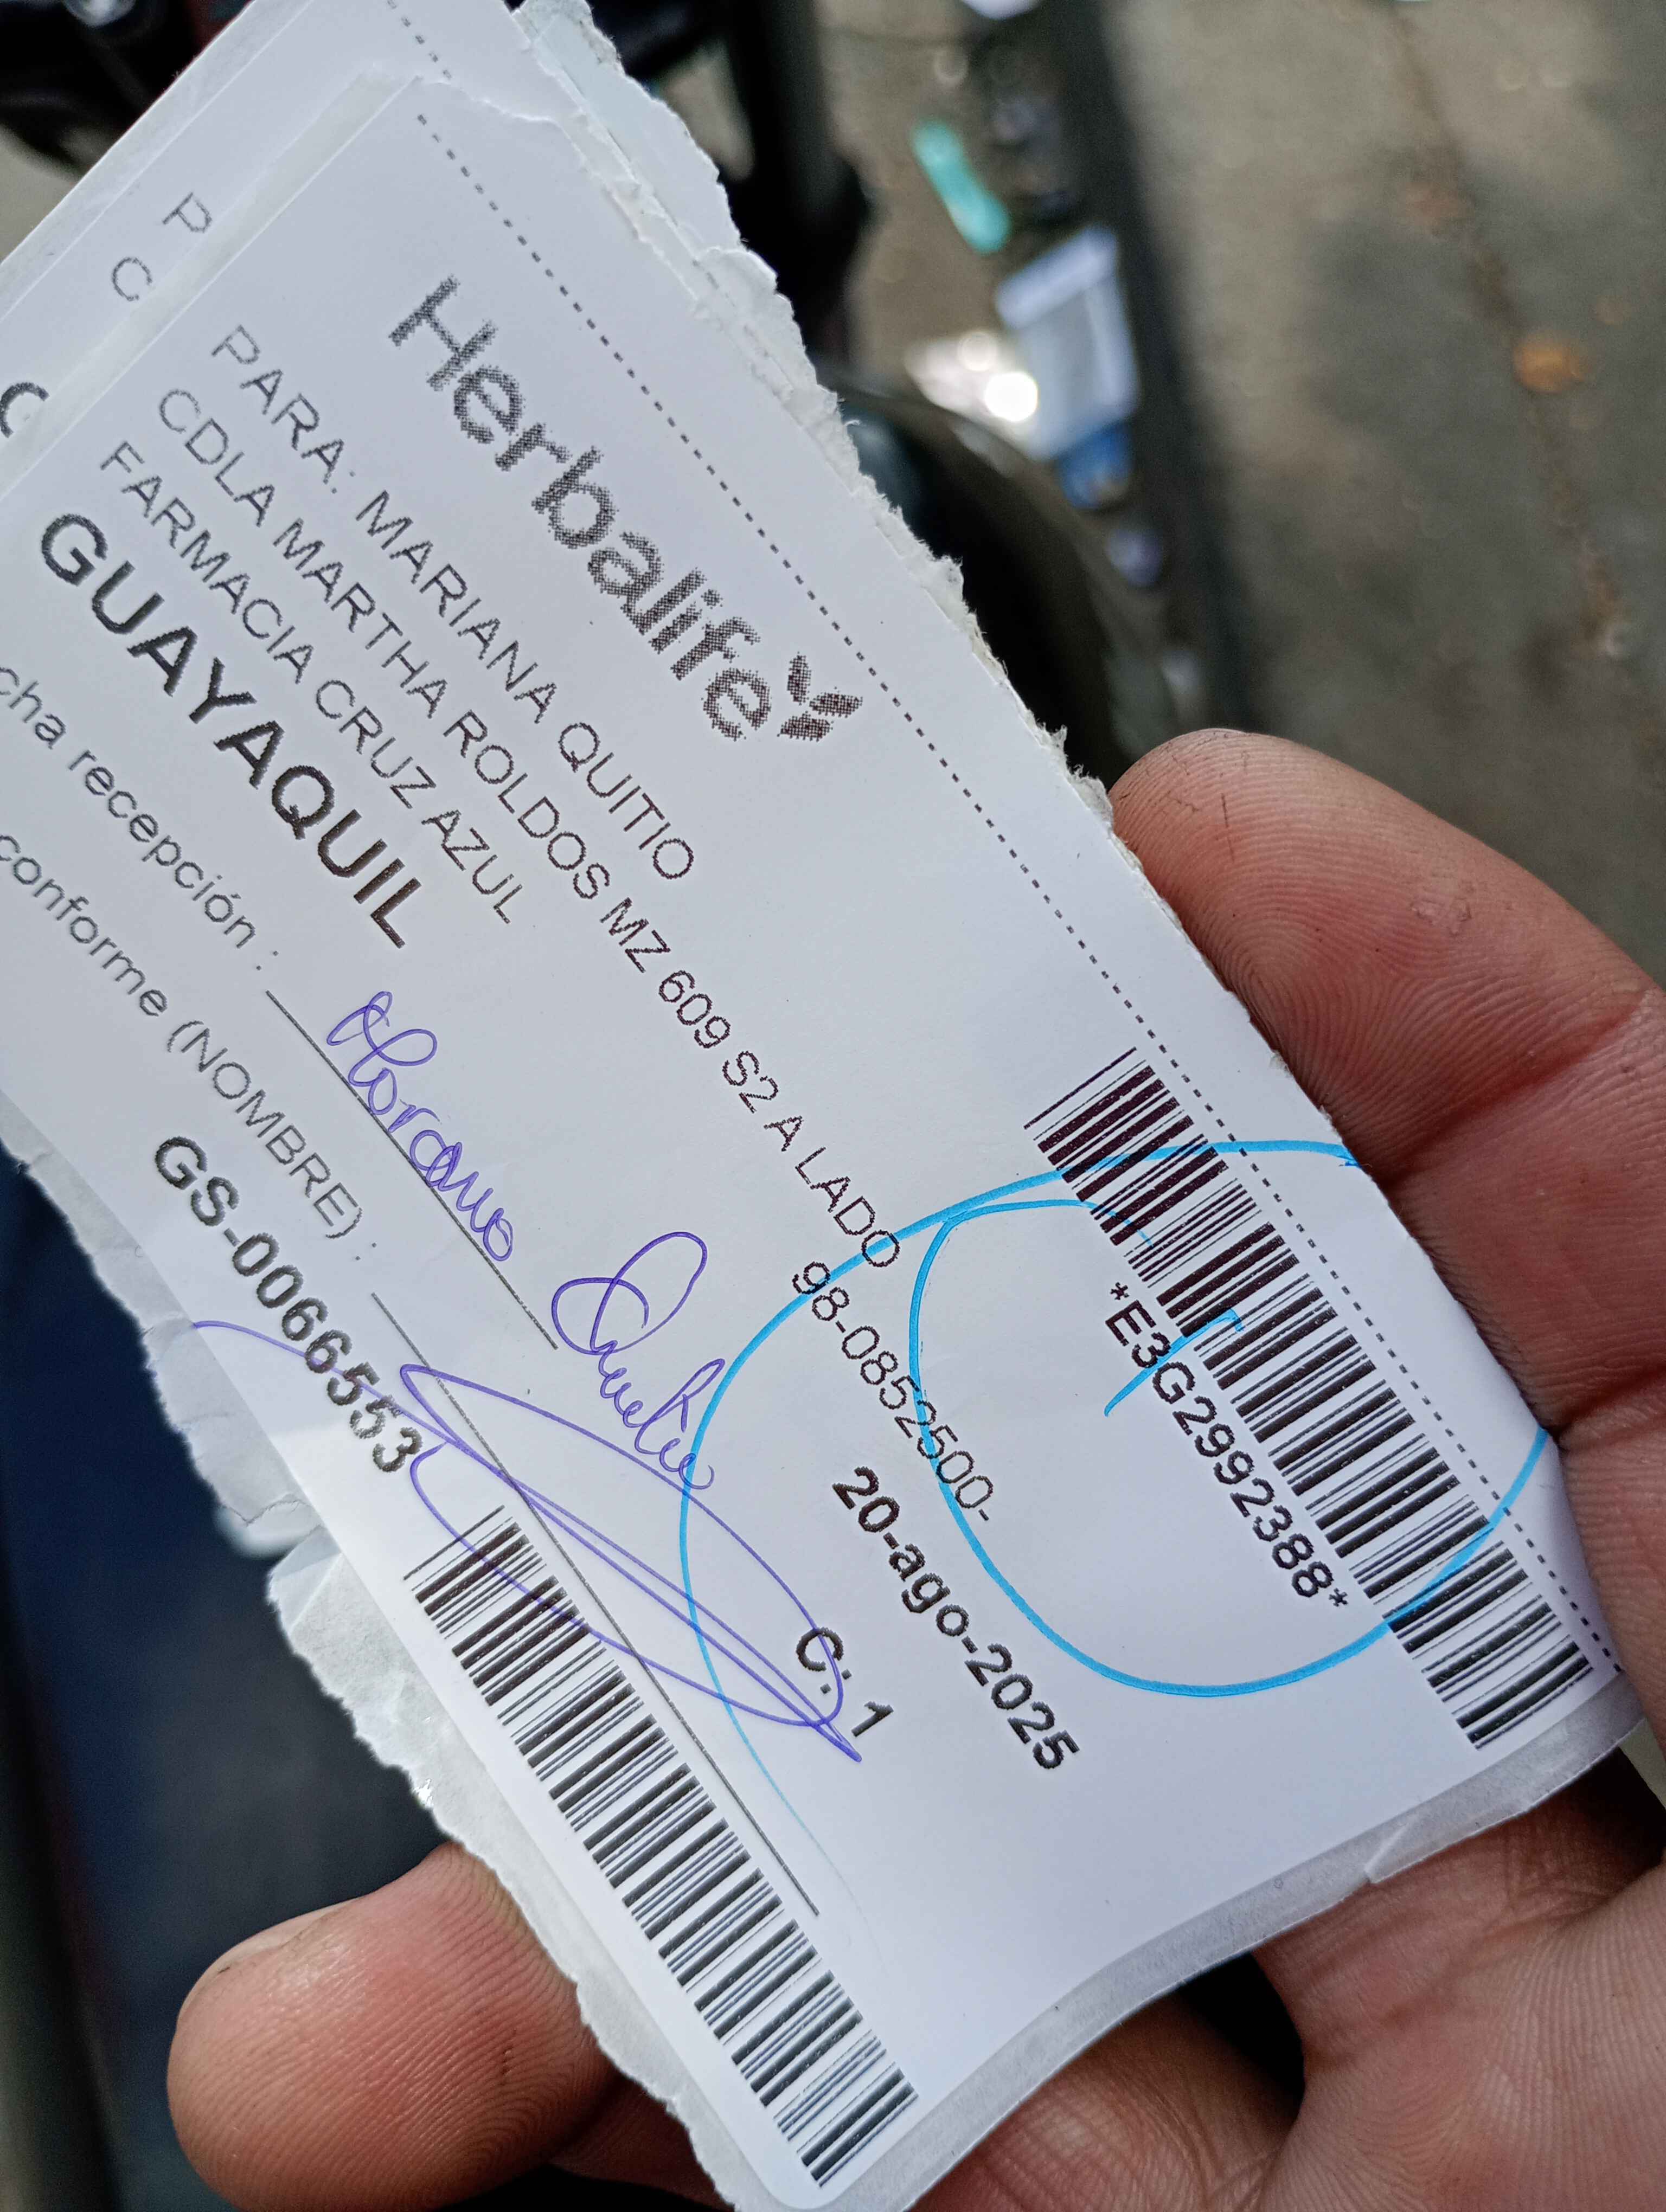 P
C
Herbalife
*E3G2992388*
PARA: MARIANA QUITIO
CDLA MARTHA ROLDOS MZ 609 S2 A LADO
FARMACIA CRUZ AZUL
98-0852500-
GUAYAQUIL
20-ago-2025
cha recepción :
conforme (NOMBRE) :
C. 1
GS-0066553